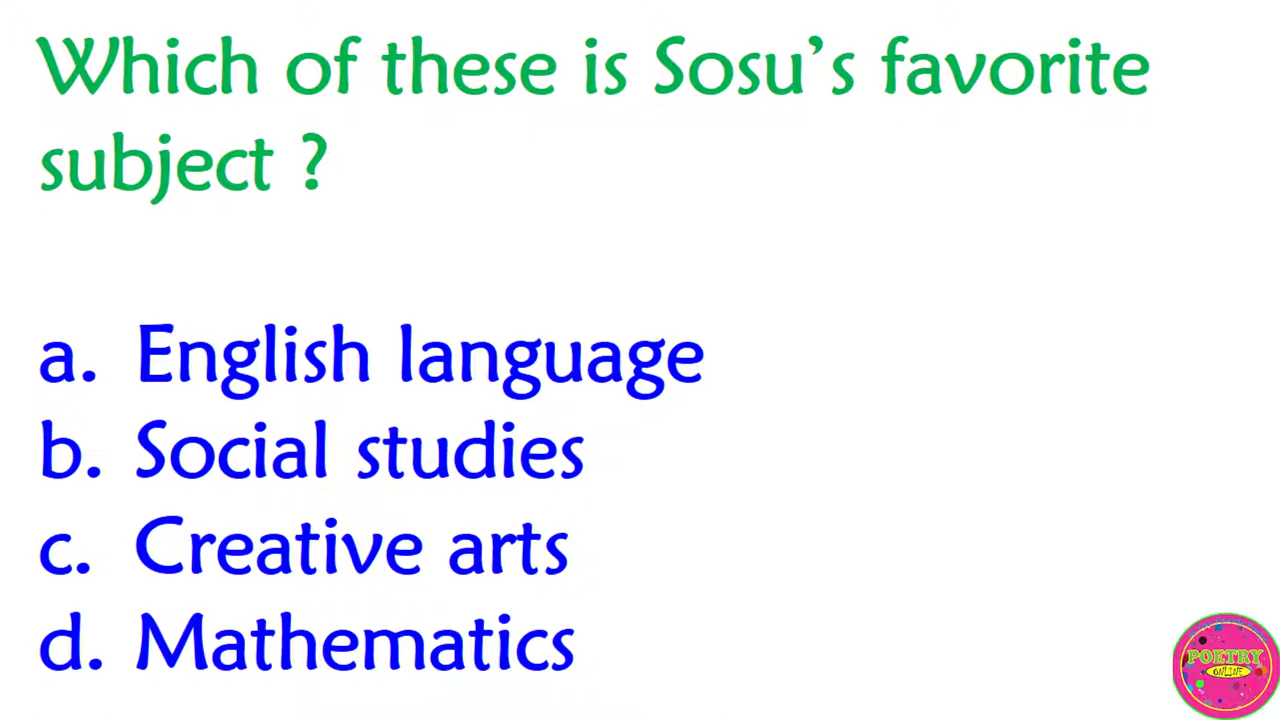 Which of these is Sosu’s favorite
subject ?
a. English language
b. Social studies
c. Creative arts
d. Mathematics
POETRY
ONLINE